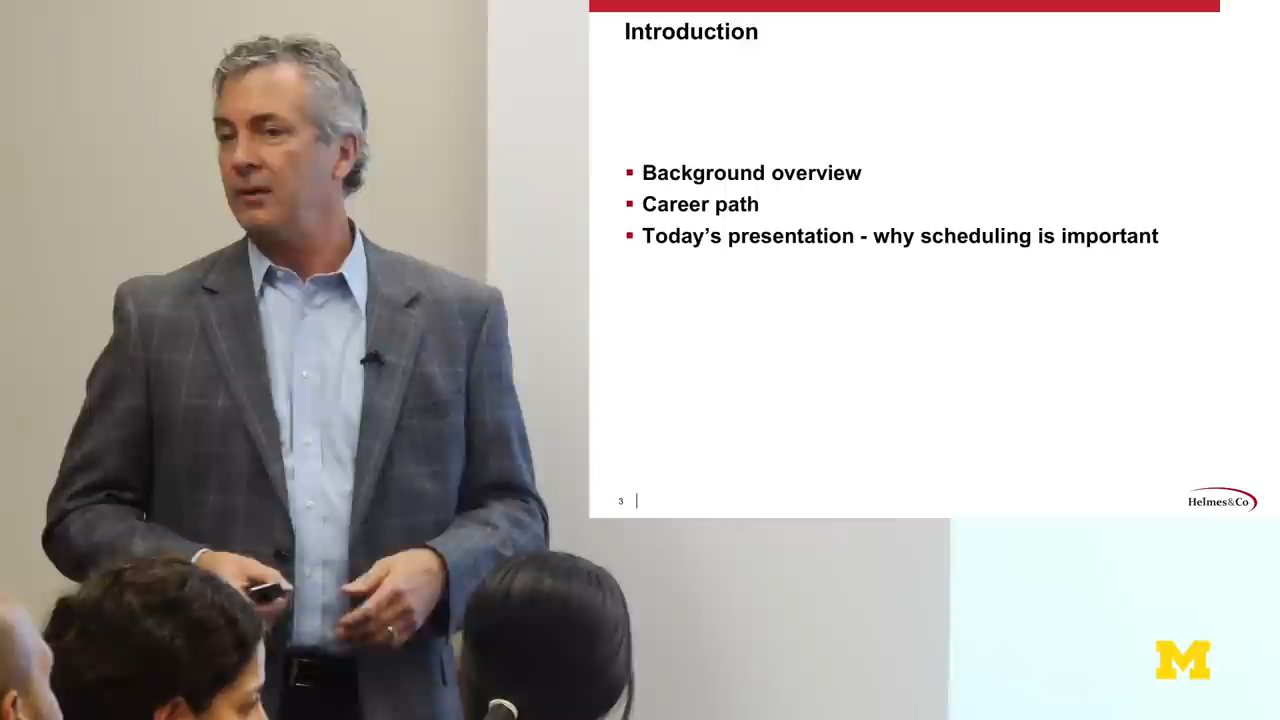 Introduction
Background overview
Career path
Today’s presentation - why scheduling is important
3
Helmes&Co
M